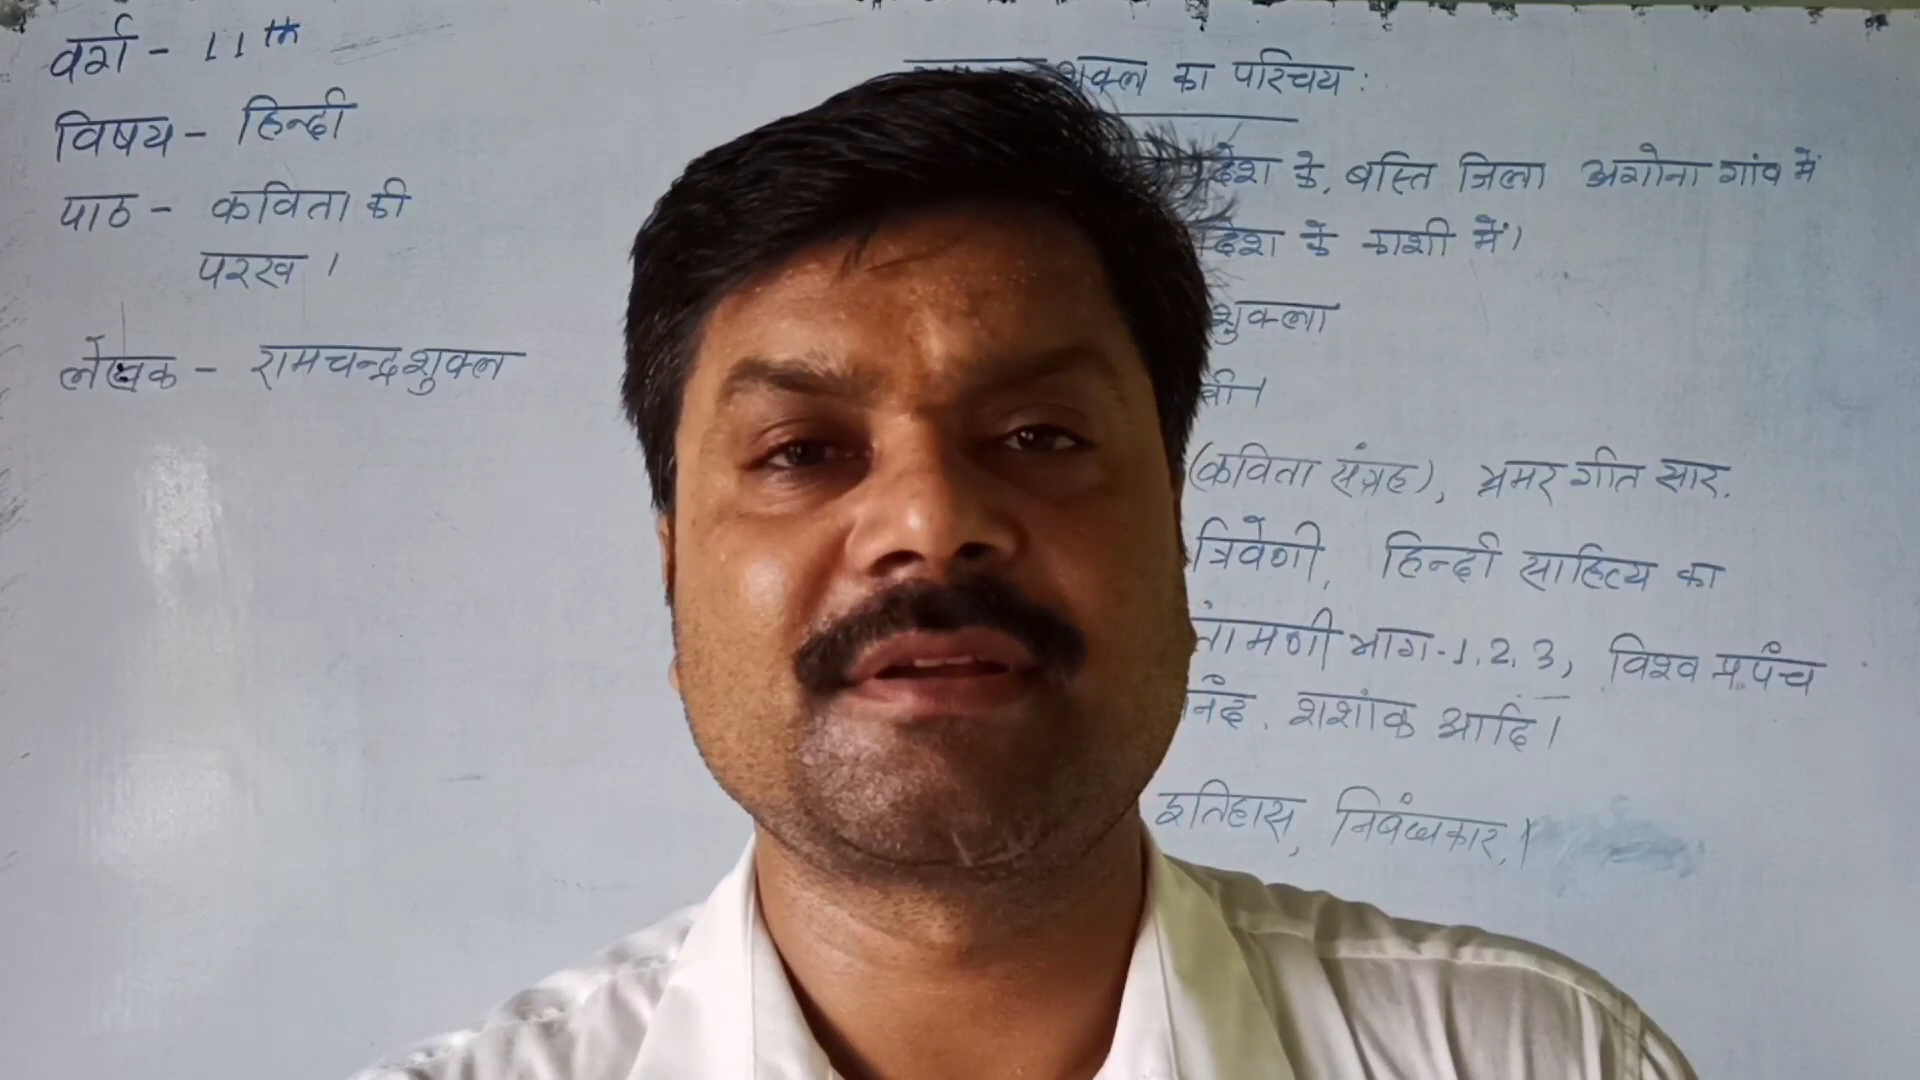 वर्ग - 11th
विषय - हिन्दी
पाठ - कविता की
परख ।
लेखक - रामचन्द्र शुक्ल
शुक्ल का परिचय :
के, बस्ति जिला अगोना गांव में
के काशी में।
शुक्ला
(कविता संग्रह), भ्रमर गीत सार,
त्रिवेणी, हिन्दी साहित्य का
भाग - 1, 2, 3, विश्व प्रपंच
शशांक आदि।
इतिहास, निबंधकार,।